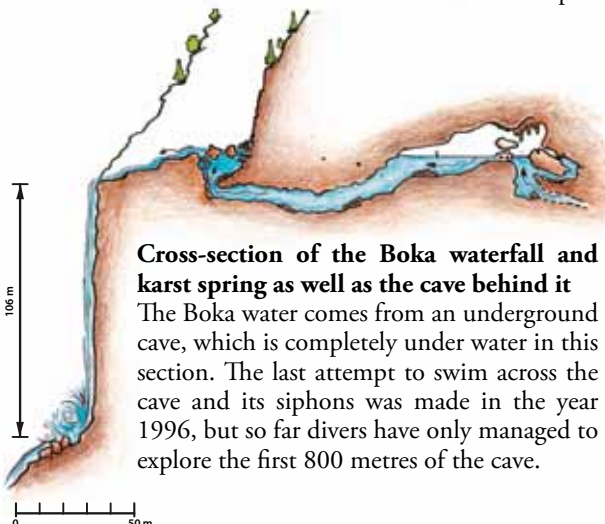 Cross-section of the Boka waterfall and
karst spring as well as the cave behind it
The Boka water comes from an underground
cave, which is completely under water in this
section. The last attempt to swim across the
cave and its siphons was made in the year
1996, but so far divers have only managed to
explore the first 800 metres of the cave.
106 m
0 50 m